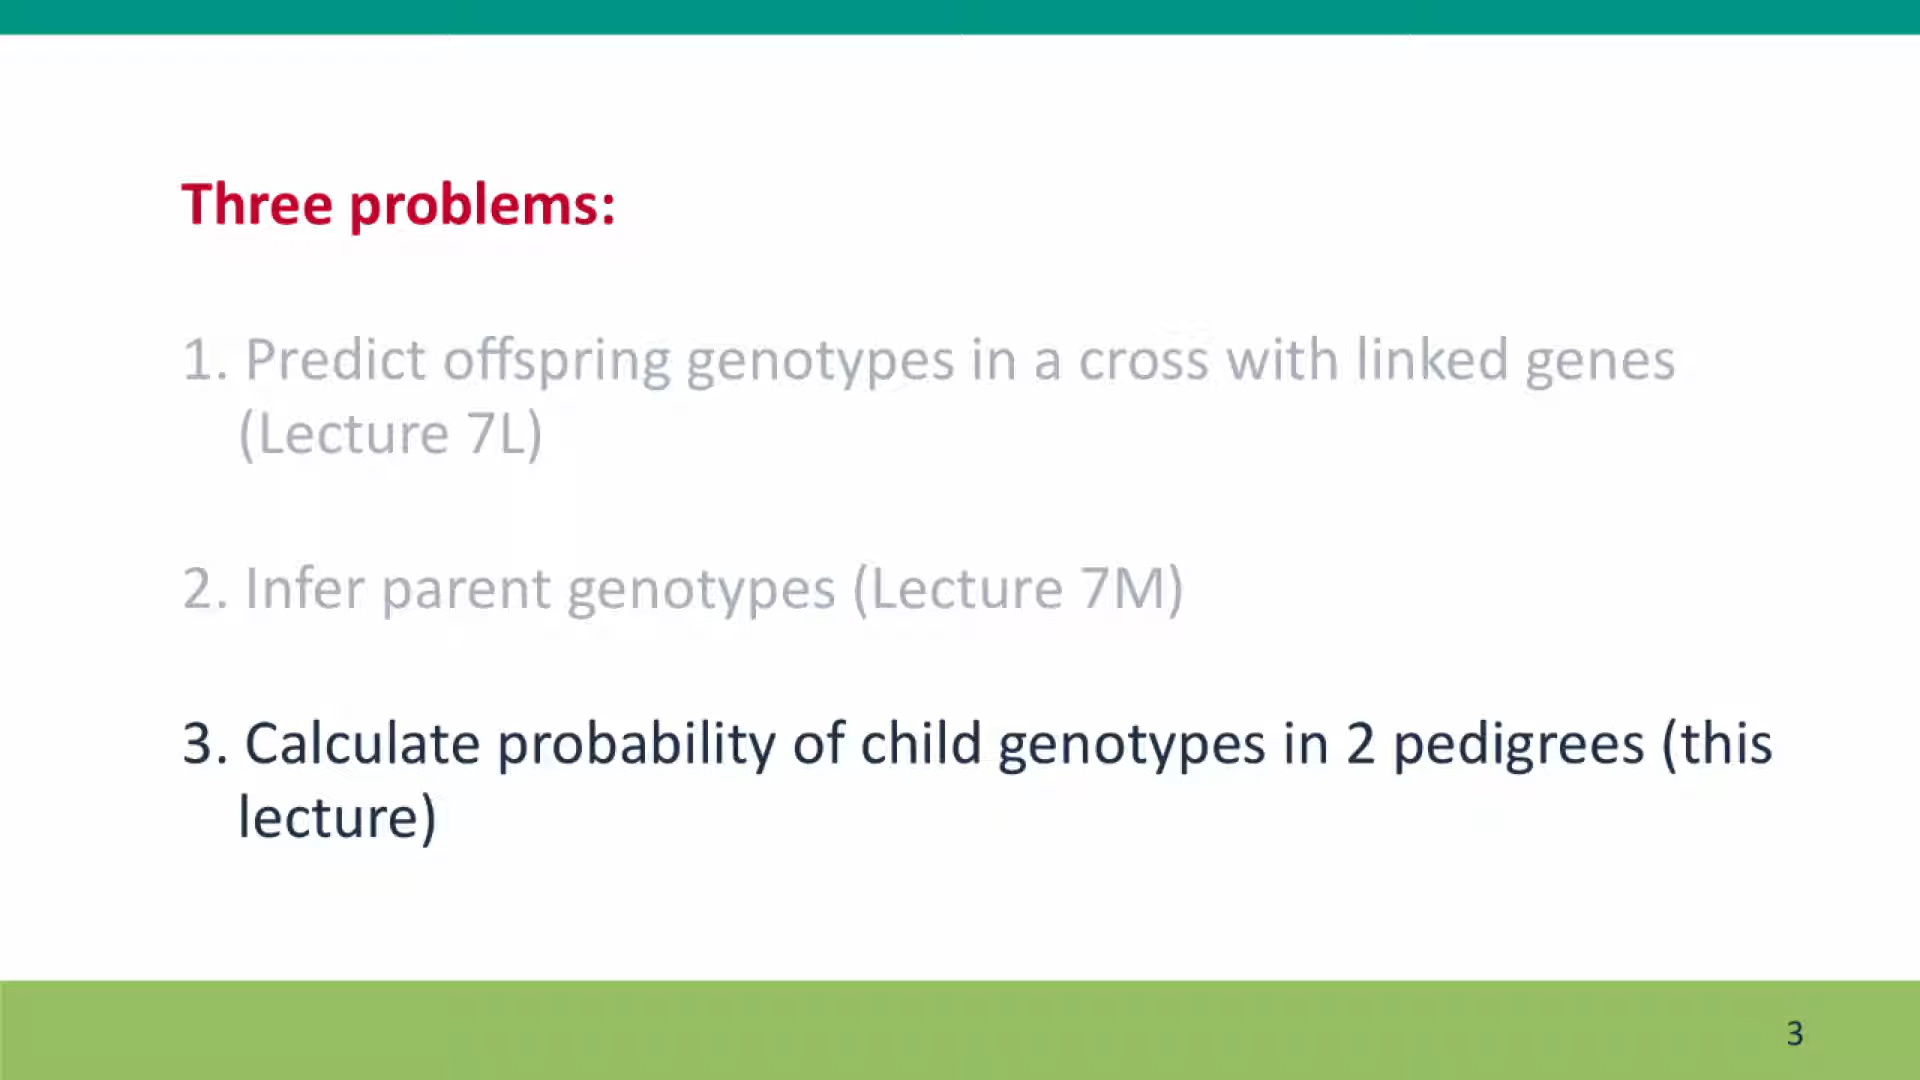 Three problems:
1. Predict offspring genotypes in a cross with linked genes
(Lecture 7L)
2. Infer parent genotypes (Lecture 7M)
3. Calculate probability of child genotypes in 2 pedigrees (this
lecture)
3